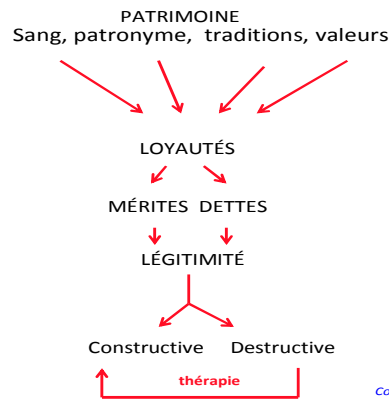 PATRIMOINE
Sang, patronyme, traditions, valeurs
LOYAUTÉS
MÉRITES DETTES
LÉGITIMITÉ
Constructive Destructive
thérapie